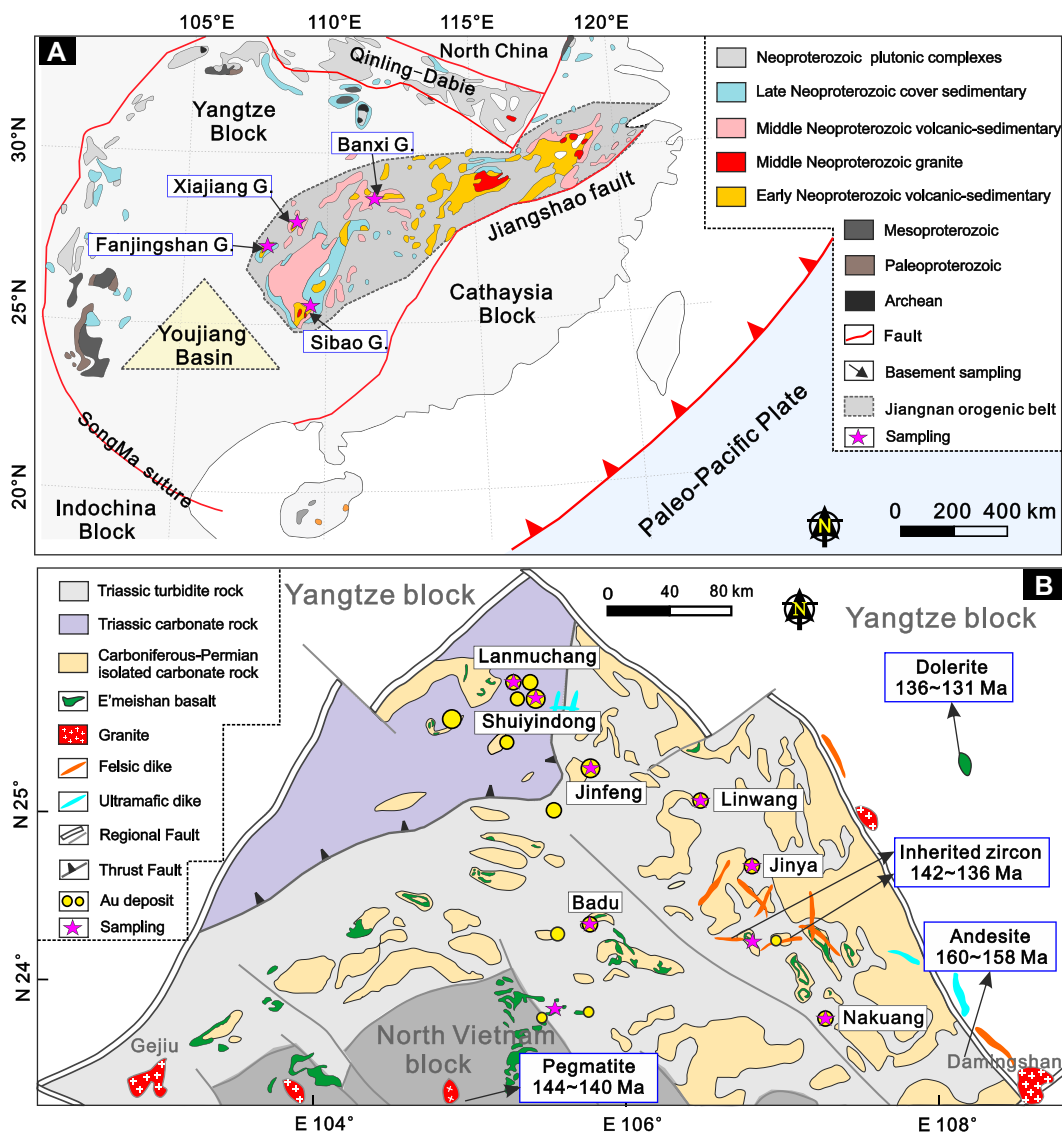 105°E
110°E
115°E
120°E
A
North China
Qinling-Dabie
Yangtze
Block
30°N
Banxi G.
Xiajiang G.
Fanjingshan G.
Jiangshao fault
25°N
Cathaysia
Block
Youjiang
Basin
Sibao G.
SongMa suture
20°N
Indochina
Block
Paleo-Pacific Plate
Neoproterozoic plutonic complexes
Late Neoproterozoic cover sedimentary
Middle Neoproterozoic volcanic-sedimentary
Middle Neoproterozoic granite
Early Neoproterozoic volcanic-sedimentary
Mesoproterozoic
Paleoproterozoic
Archean
Fault
Basement sampling
Jiangnan orogenic belt
Sampling
N
0 200 400 km
B
Triassic turbidite rock
Triassic carbonate rock
Carboniferous-Permian
isolated carbonate rock
E'meishan basalt
Granite
Felsic dike
Ultramafic dike
Regional Fault
Thrust Fault
Au deposit
Sampling
Yangtze block
0 40 80 km
N
Yangtze block
Lanmuchang
Shuiyindong
Jinfeng
Linwang
Jinya
Badu
Nakuang
Dolerite
136~131 Ma
Inherited zircon
142~136 Ma
Andesite
160~158 Ma
N 25°
N 24°
North Vietnam
block
Gejiu
Pegmatite
144~140 Ma
Damingshan
E 104°
E 106°
E 108°